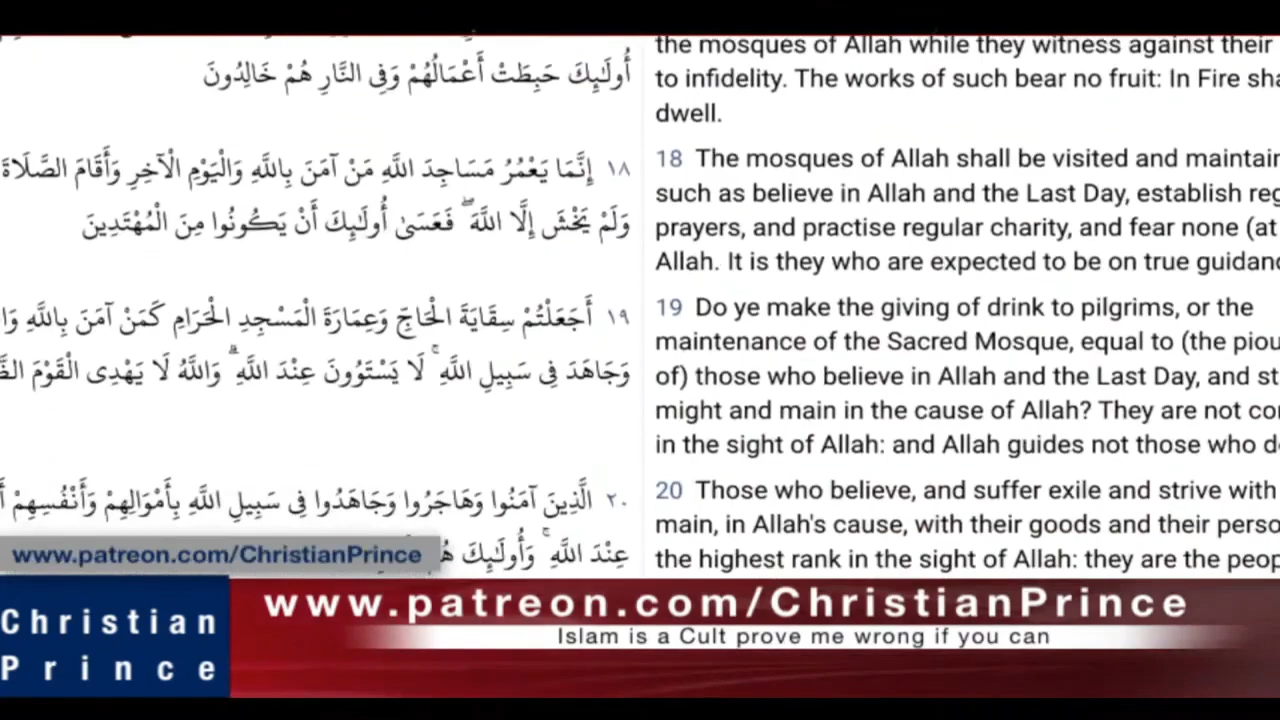 أُولَٰئِكَ حَبِطَتْ أَعْمَالُهُمْ وَفِى النَّارِ هُمْ خَالِدُونَ
١٨ إِنَّمَا يَعْمُرُ مَسَاجِدَ اللَّهِ مَنْ آمَنَ بِاللَّهِ وَالْيَوْمِ الْآخِرِ وَأَقَامَ الصَّلَاةَ
وَلَمْ يَخْشَ إِلَّا اللَّهَ ۖ فَعَسَىٰ أُولَٰئِكَ أَنْ يَكُونُوا مِنَ الْمُهْتَدِينَ
١٩ أَجَعَلْتُمْ سِقَايَةَ الْحَاجِّ وَعِمَارَةَ الْمَسْجِدِ الْحَرَامِ كَمَنْ آمَنَ بِاللَّهِ
وَجَاهَدَ فِى سَبِيلِ اللَّهِ ۚ لَا يَسْتَوُونَ عِنْدَ اللَّهِ ۗ وَاللَّهُ لَا يَهْدِى الْقَوْمَ
٢٠ الَّذِينَ آمَنُوا وَهَاجَرُوا وَجَاهَدُوا فِى سَبِيلِ اللَّهِ بِأَمْوَالِهِمْ وَأَنْفُسِهِمْ
عِنْدَ اللَّهِ ۚ وَأُولَٰئِكَ
the mosques of Allah while they witness against their
to infidelity. The works of such bear no fruit: In Fire sha
dwell.
18 The mosques of Allah shall be visited and maintain
such as believe in Allah and the Last Day, establish reg
prayers, and practise regular charity, and fear none (at
Allah. It is they who are expected to be on true guidanc
19 Do ye make the giving of drink to pilgrims, or the
maintenance of the Sacred Mosque, equal to (the piou
of) those who believe in Allah and the Last Day, and st
might and main in the cause of Allah? They are not co
in the sight of Allah: and Allah guides not those who d
20 Those who believe, and suffer exile and strive with
main, in Allah's cause, with their goods and their perso
the highest rank in the sight of Allah: they are the peop
www.patreon.com/ChristianPrince
Christian
Prince
www.patreon.com/ChristianPrince
Islam is a Cult prove me wrong if you can